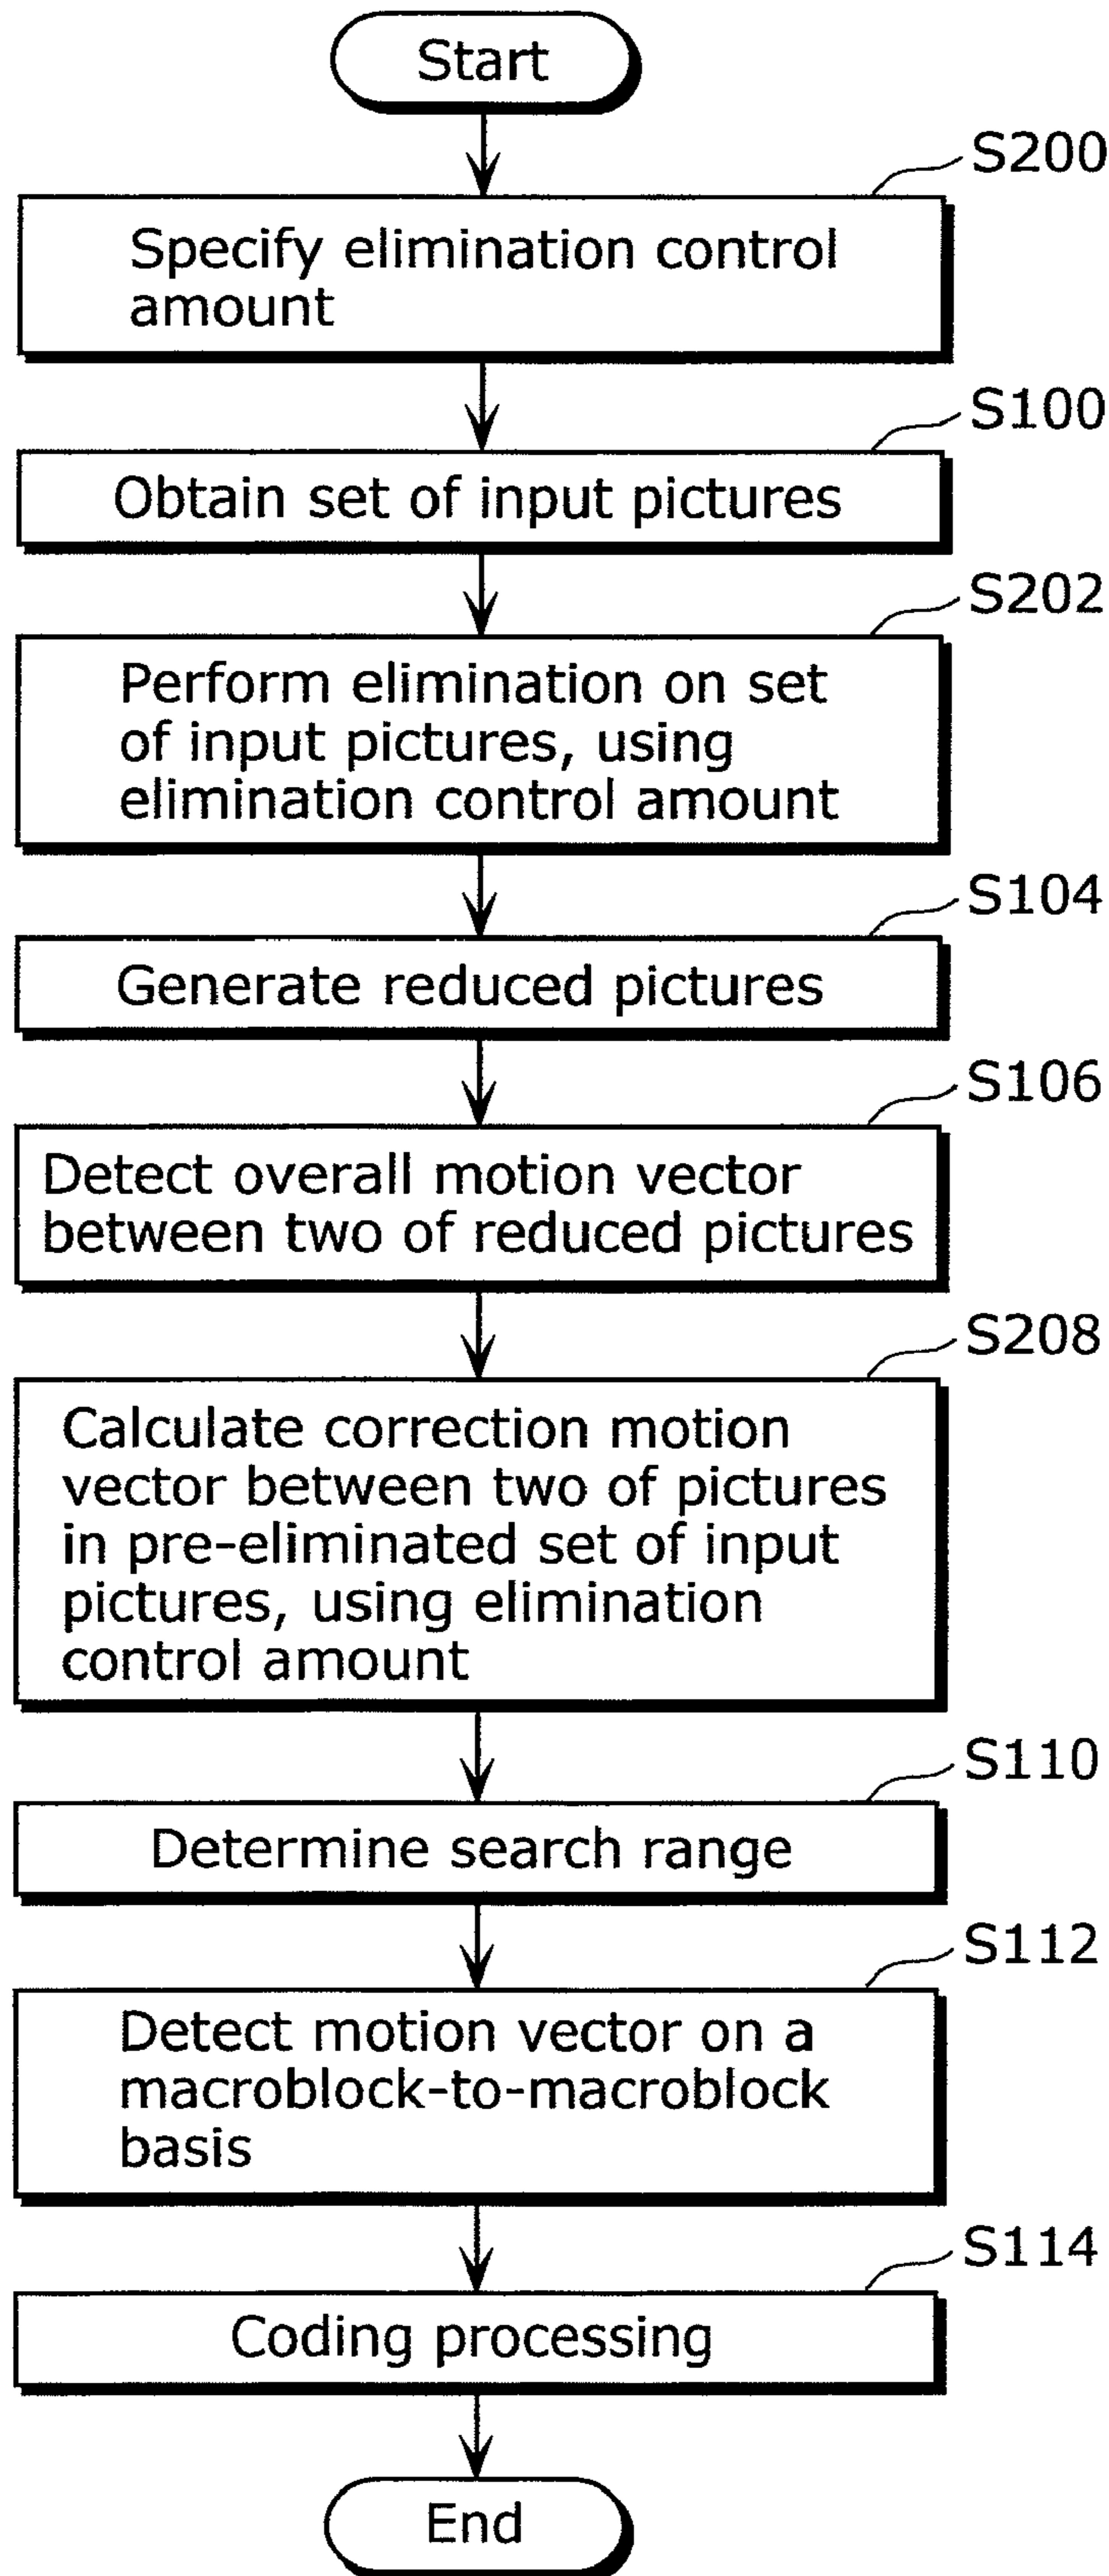 Start
S200
Specify elimination control
amount
S100
Obtain set of input pictures
S202
Perform elimination on set
of input pictures, using
elimination control amount
S104
Generate reduced pictures
S106
Detect overall motion vector
between two of reduced pictures
S208
Calculate correction motion
vector between two of pictures
in pre-eliminated set of input
pictures, using elimination
control amount
S110
Determine search range
S112
Detect motion vector on a
macroblock-to-macroblock
basis
S114
Coding processing
End